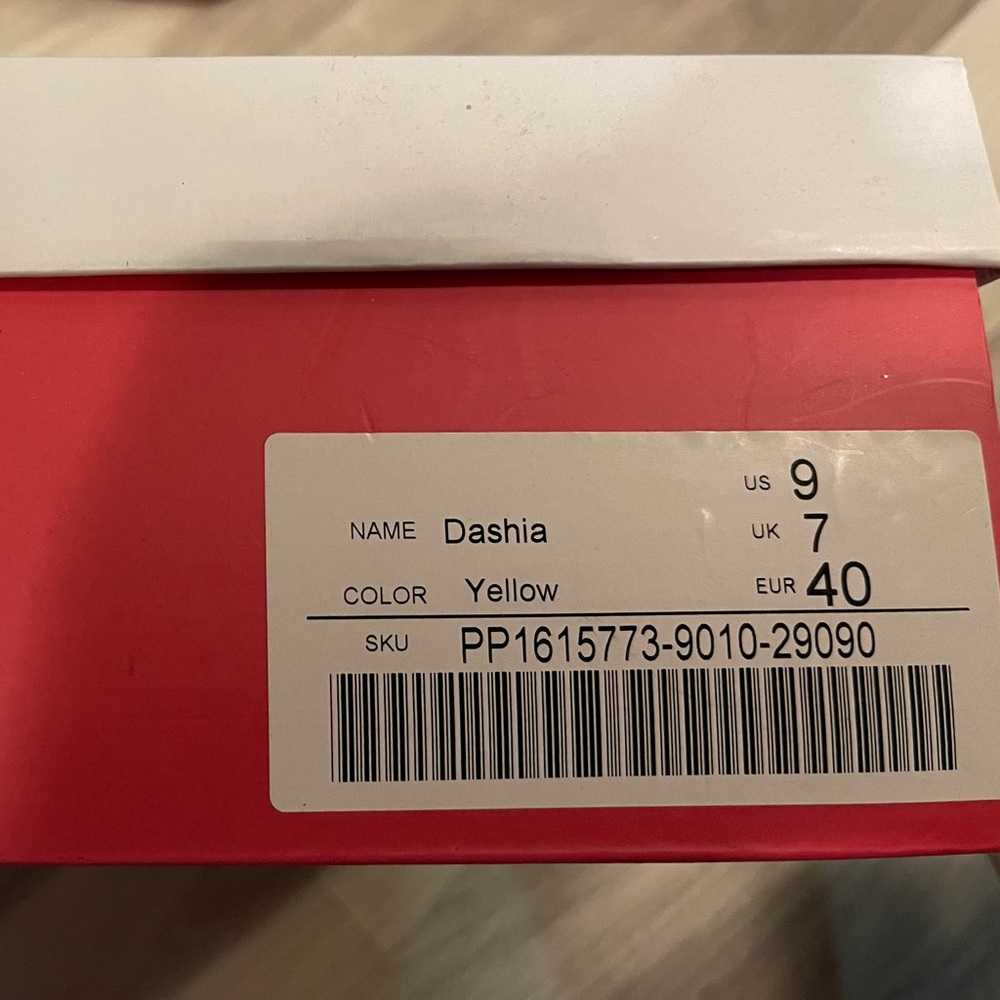 US 9
NAME Dashia UK 7
COLOR Yellow EUR 40
SKU PP1615773-9010-29090